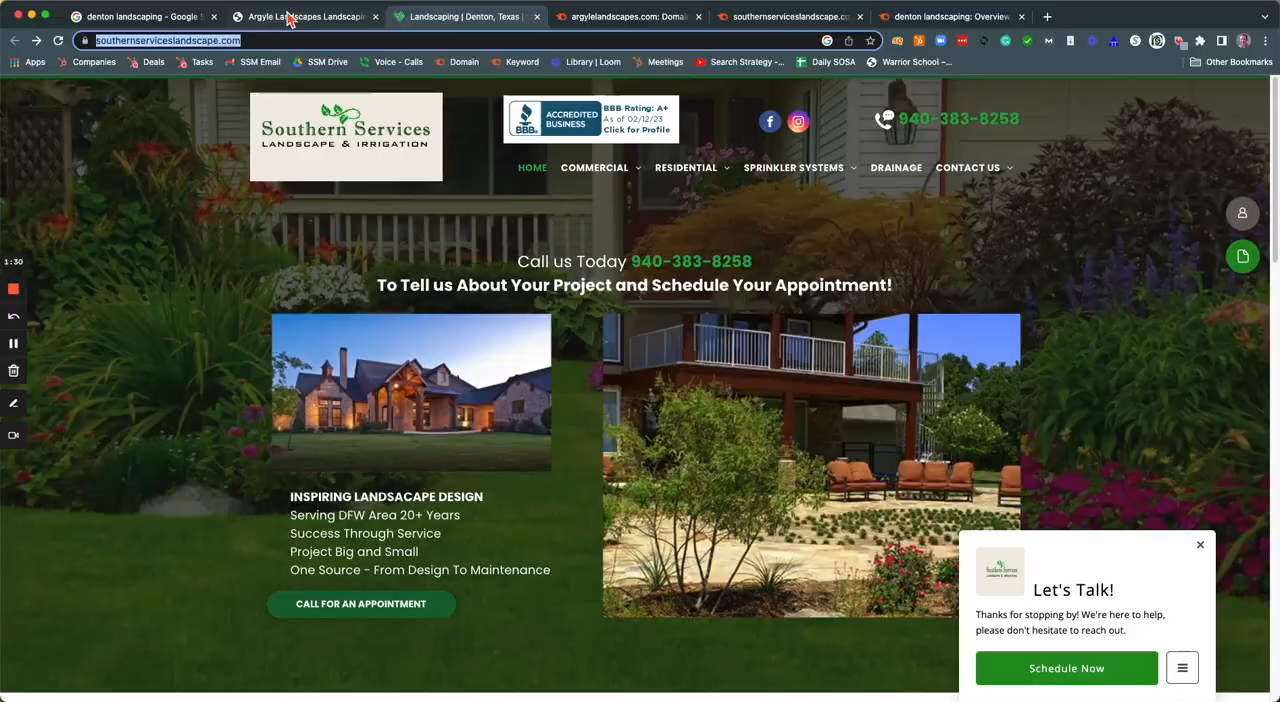 denton landscaping - Google S
Argyle Landscapes Landscapin
Landscaping | Denton, Texas |
argylelandscapes.com: Domai
southernserviceslandscape.co
denton landscaping: Overview,
southernserviceslandscape.com
Apps
Companies
Deals
Tasks
SSM Email
SSM Drive
Voice - Calls
Domain
Keyword
Library | Loom
Meetings
Search Strategy -...
Daily SOSA
Warrior School –...
Other Bookmarks
Southern Services
LANDSCAPE & IRRIGATION
BBB
ACCREDITED
BUSINESS
BBB Rating: A+
As of 02/12/23
Click for Profile
940-383-8258
HOME
COMMERCIAL
RESIDENTIAL
SPRINKLER SYSTEMS
DRAINAGE
CONTACT US
1:30
Call us Today 940-383-8258
To Tell us About Your Project and Schedule Your Appointment!
INSPIRING LANDSACAPE DESIGN
Serving DFW Area 20+ Years
Success Through Service
Project Big and Small
One Source - From Design To Maintenance
CALL FOR AN APPOINTMENT
Southern Services
LANDSCAPE & IRRIGATION
Let's Talk!
Thanks for stopping by! We're here to help,
please don't hesitate to reach out.
Schedule Now